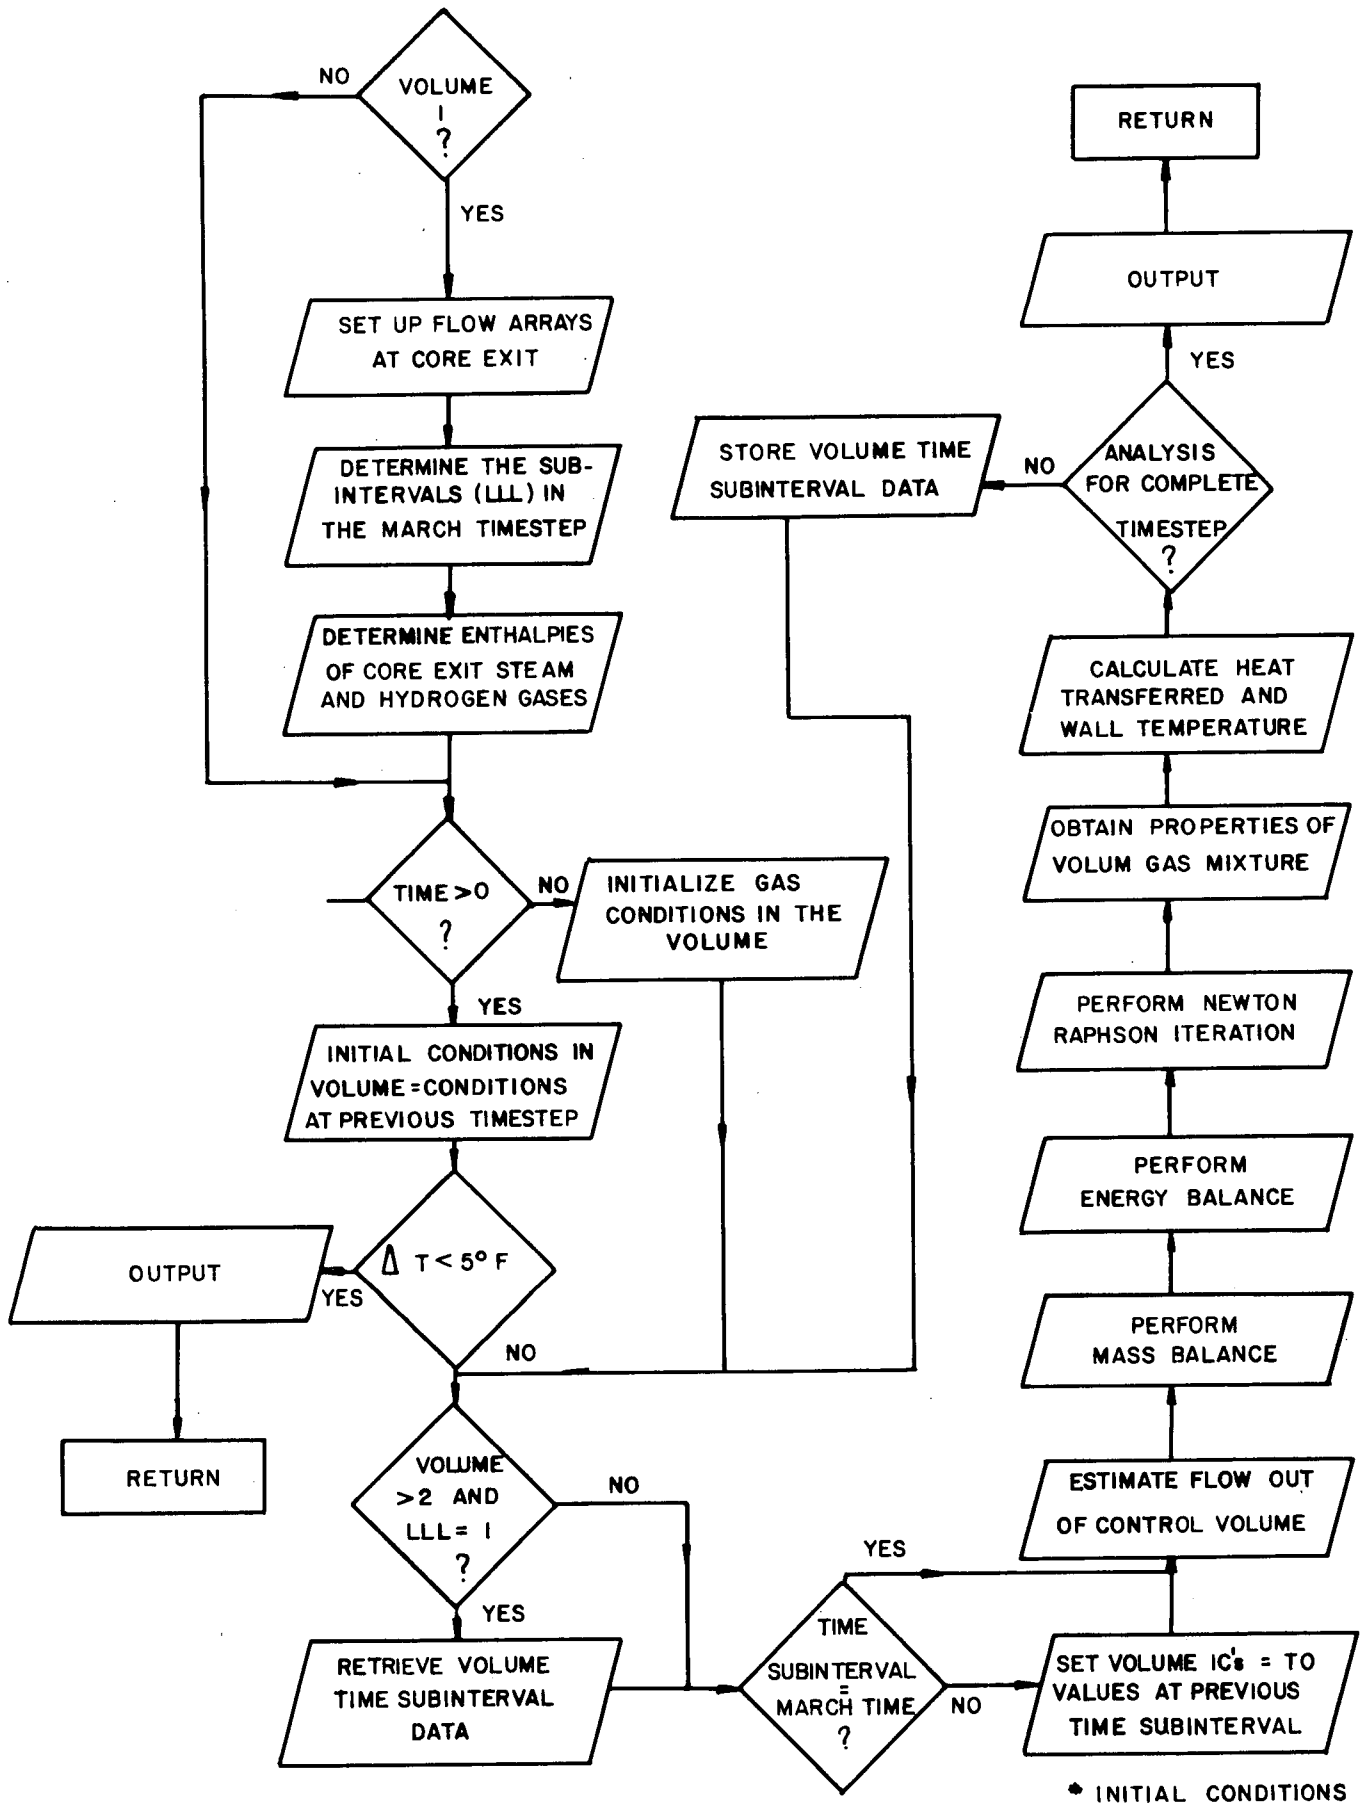 NO
VOLUME
1
?
YES
SET UP FLOW ARRAYS
AT CORE EXIT
DETERMINE THE SUB-
INTERVALS (LLL) IN
THE MARCH TIMESTEP
DETERMINE ENTHALPIES
OF CORE EXIT STEAM
AND HYDROGEN GASES
TIME >0
?
NO
INITIALIZE GAS
CONDITIONS IN THE
VOLUME
YES
INITIAL CONDITIONS IN
VOLUME=CONDITIONS
AT PREVIOUS TIMESTEP
Δ T < 5° F
YES
OUTPUT
RETURN
NO
VOLUME
>2 AND
LLL= 1
?
NO
YES
RETRIEVE VOLUME
TIME SUBINTERVAL
DATA
TIME
SUBINTERVAL
=
MARCH TIME
?
YES
NO
SET VOLUME IC's = TO
VALUES AT PREVIOUS
TIME SUBINTERVAL
* INITIAL CONDITIONS
ESTIMATE FLOW OUT
OF CONTROL VOLUME
PERFORM
MASS BALANCE
PERFORM
ENERGY BALANCE
PERFORM NEWTON
RAPHSON ITERATION
OBTAIN PROPERTIES OF
VOLUM GAS MIXTURE
CALCULATE HEAT
TRANSFERRED AND
WALL TEMPERATURE
ANALYSIS
FOR COMPLETE
TIMESTEP
?
NO
STORE VOLUME TIME
SUBINTERVAL DATA
YES
OUTPUT
RETURN